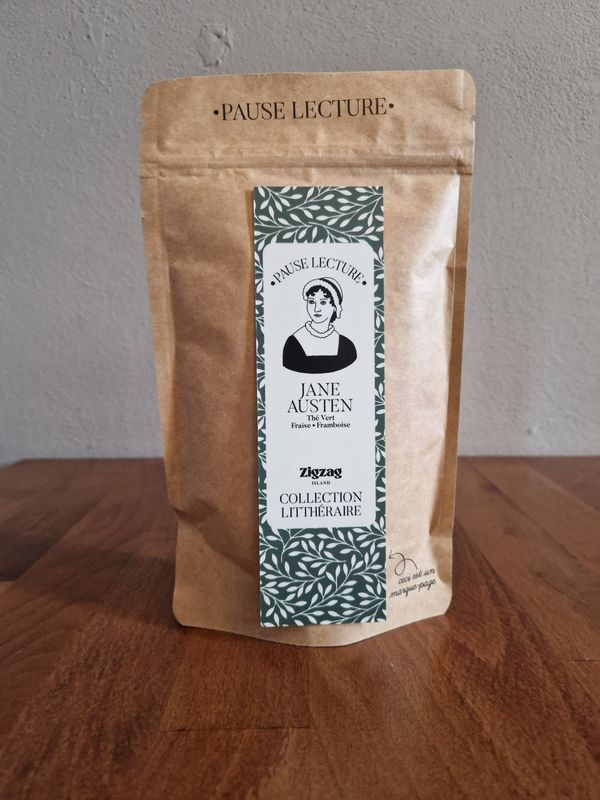 •PAUSE LECTURE•
•PAUSE LECTURE•
JANE
AUSTEN
Thé Vert
Fraise • Framboise
Zigzag
ISLAND
COLLECTION
LITTHÉRAIRE
ceci est un
marque-page